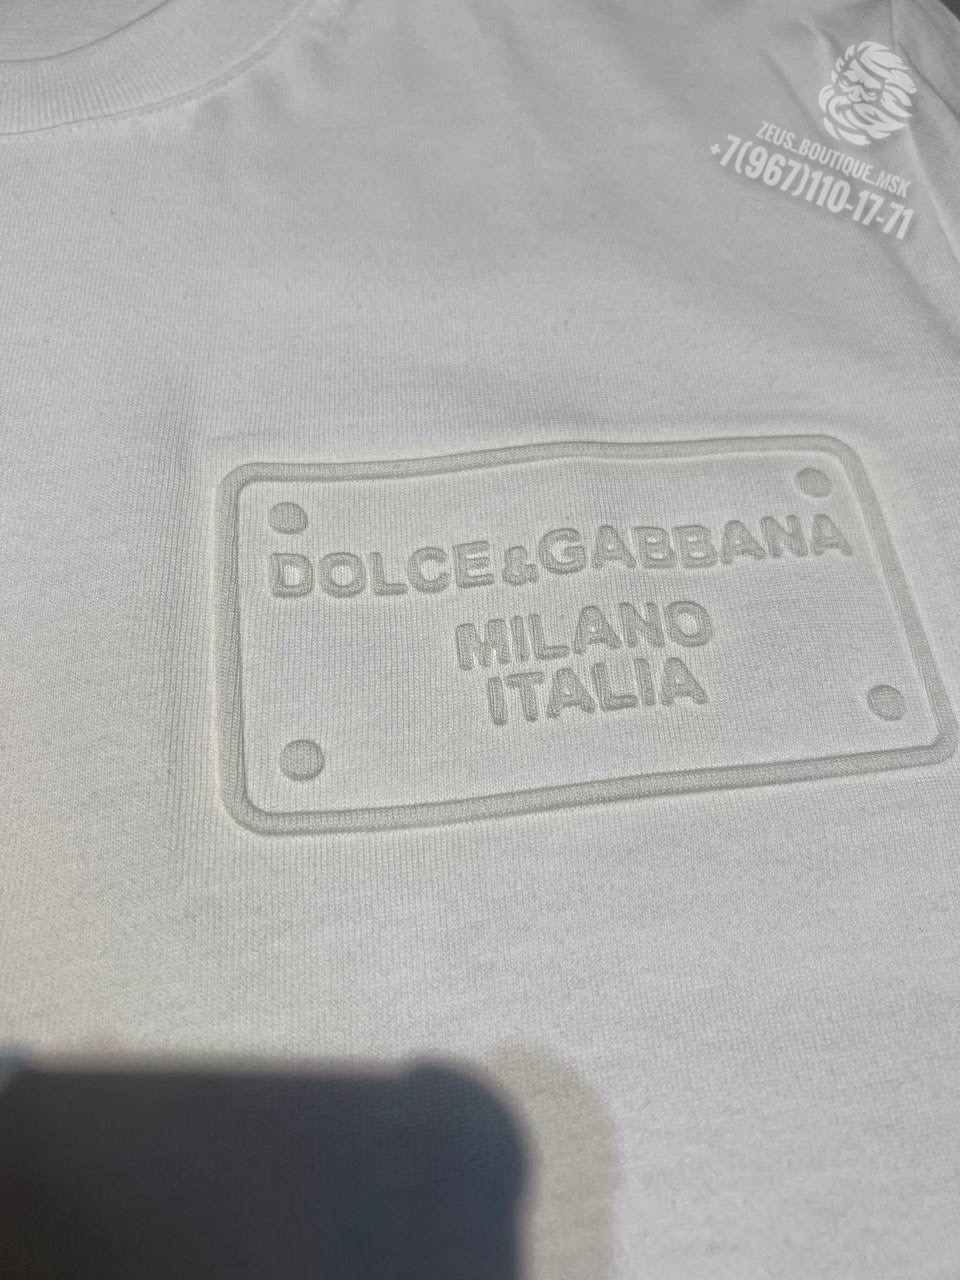 ZEUS_BOUTIQUE_MSK
+7(967)110-17-71
DOLCE&GABBANA
MILANO
ITALIA